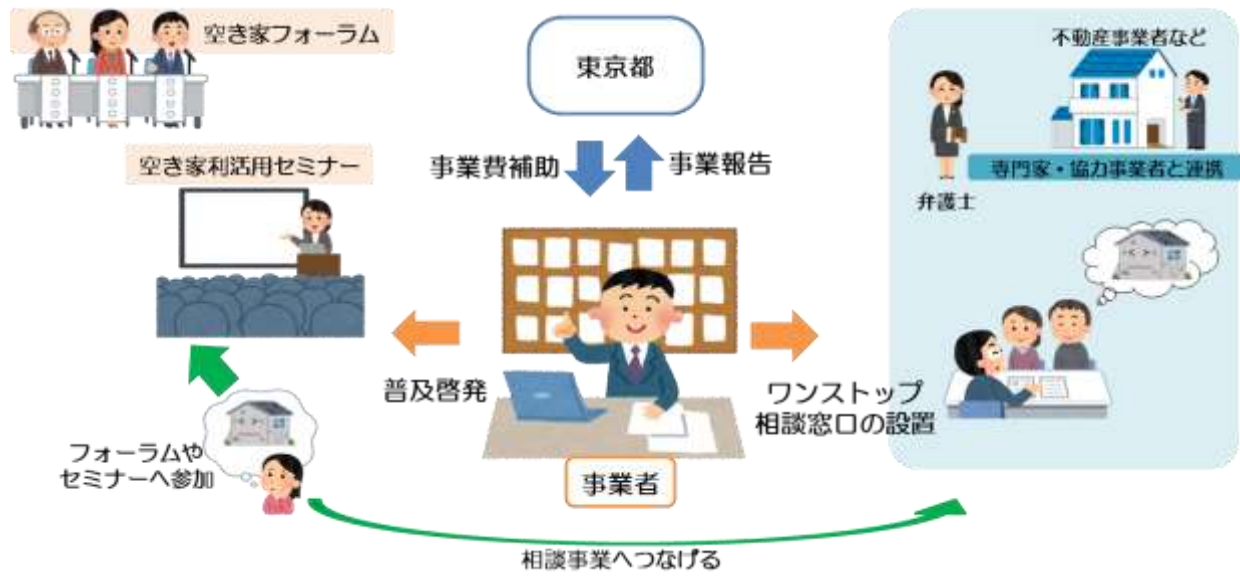 空き家フォーラム
東京都
不動産事業者など
空き家利活用セミナー
事業費補助
事業報告
専門家・協力事業者と連携
弁護士
普及啓発
ワンストップ
相談窓口の設置
フォーラムや
セミナーへ参加
事業者
相談事業へつなげる